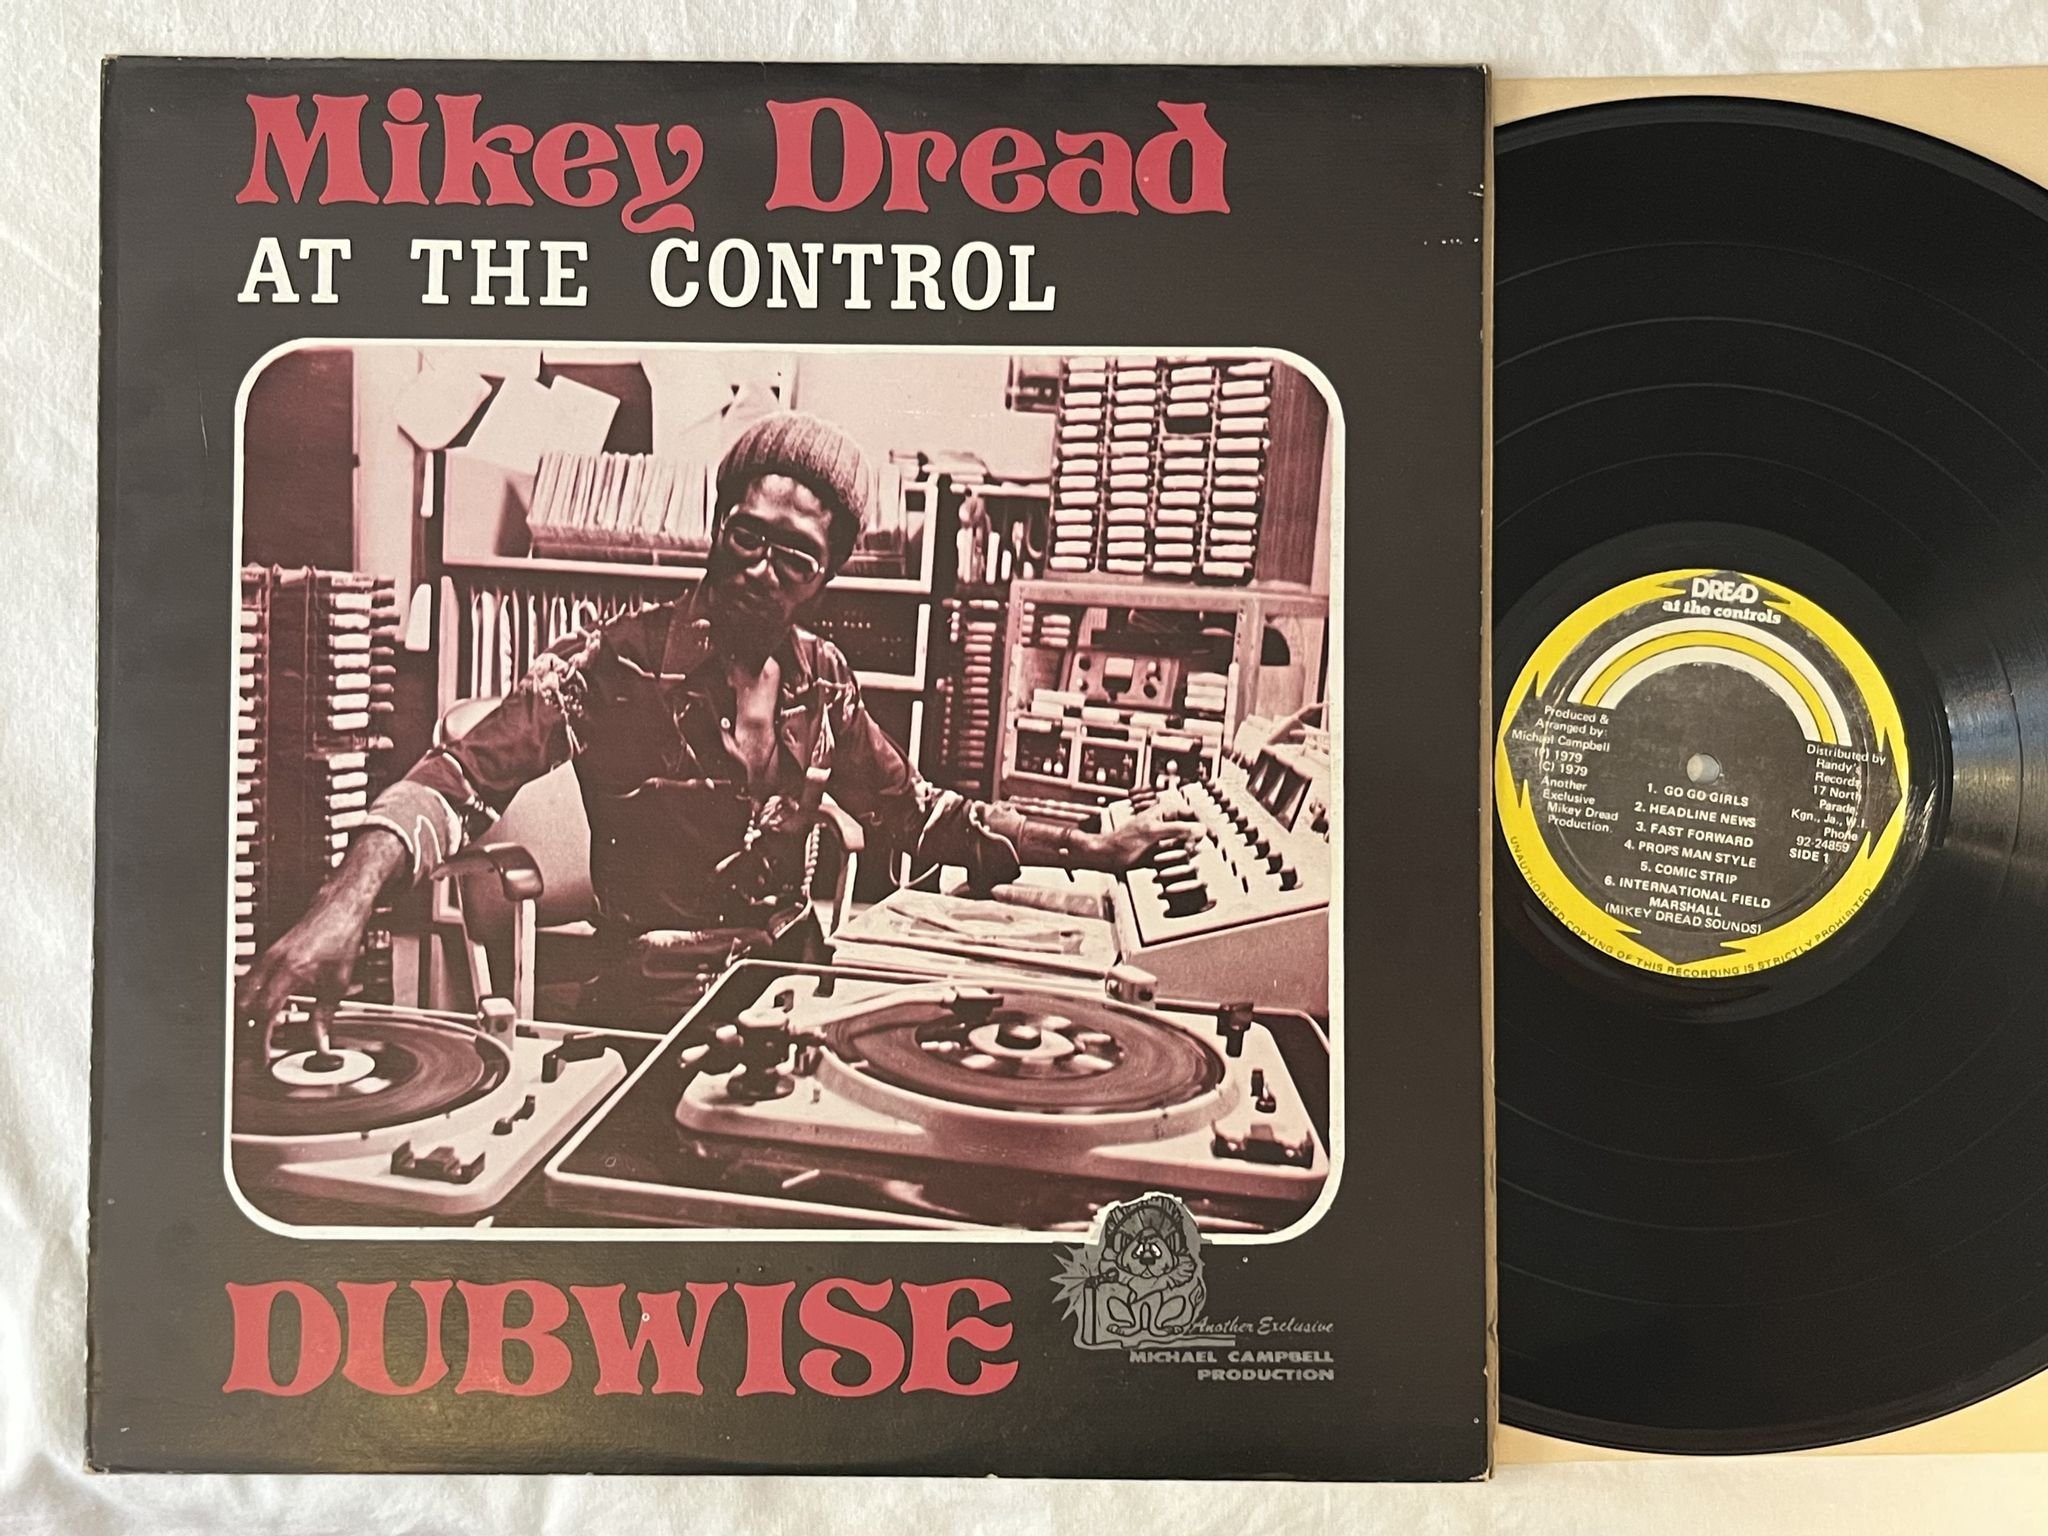 Mikey Dread
AT THE CONTROL
DUBWISE
Another Exclusive
MICHAEL CAMPBELL
PRODUCTION
DREAD
at the controls
Produced &
Arranged by:
Michael Campbell
(P) 1979
(C) 1979
Another
Exclusive
Mikey Dread
Production.
Distributed by
Randy's
Records
17 North
Parade,
Kgn., Ja., W.I.
Phone
92-24859
SIDE 1
1. GO GO GIRLS
2. HEADLINE NEWS
3. FAST FORWARD
4. PROPS MAN STYLE
5. COMIC STRIP
6. INTERNATIONAL FIELD
MARSHALL
(MIKEY DREAD SOUNDS)
UNAUTHORISED COPYING OF THIS RECORDING IS STRICTLY PROHIBITED